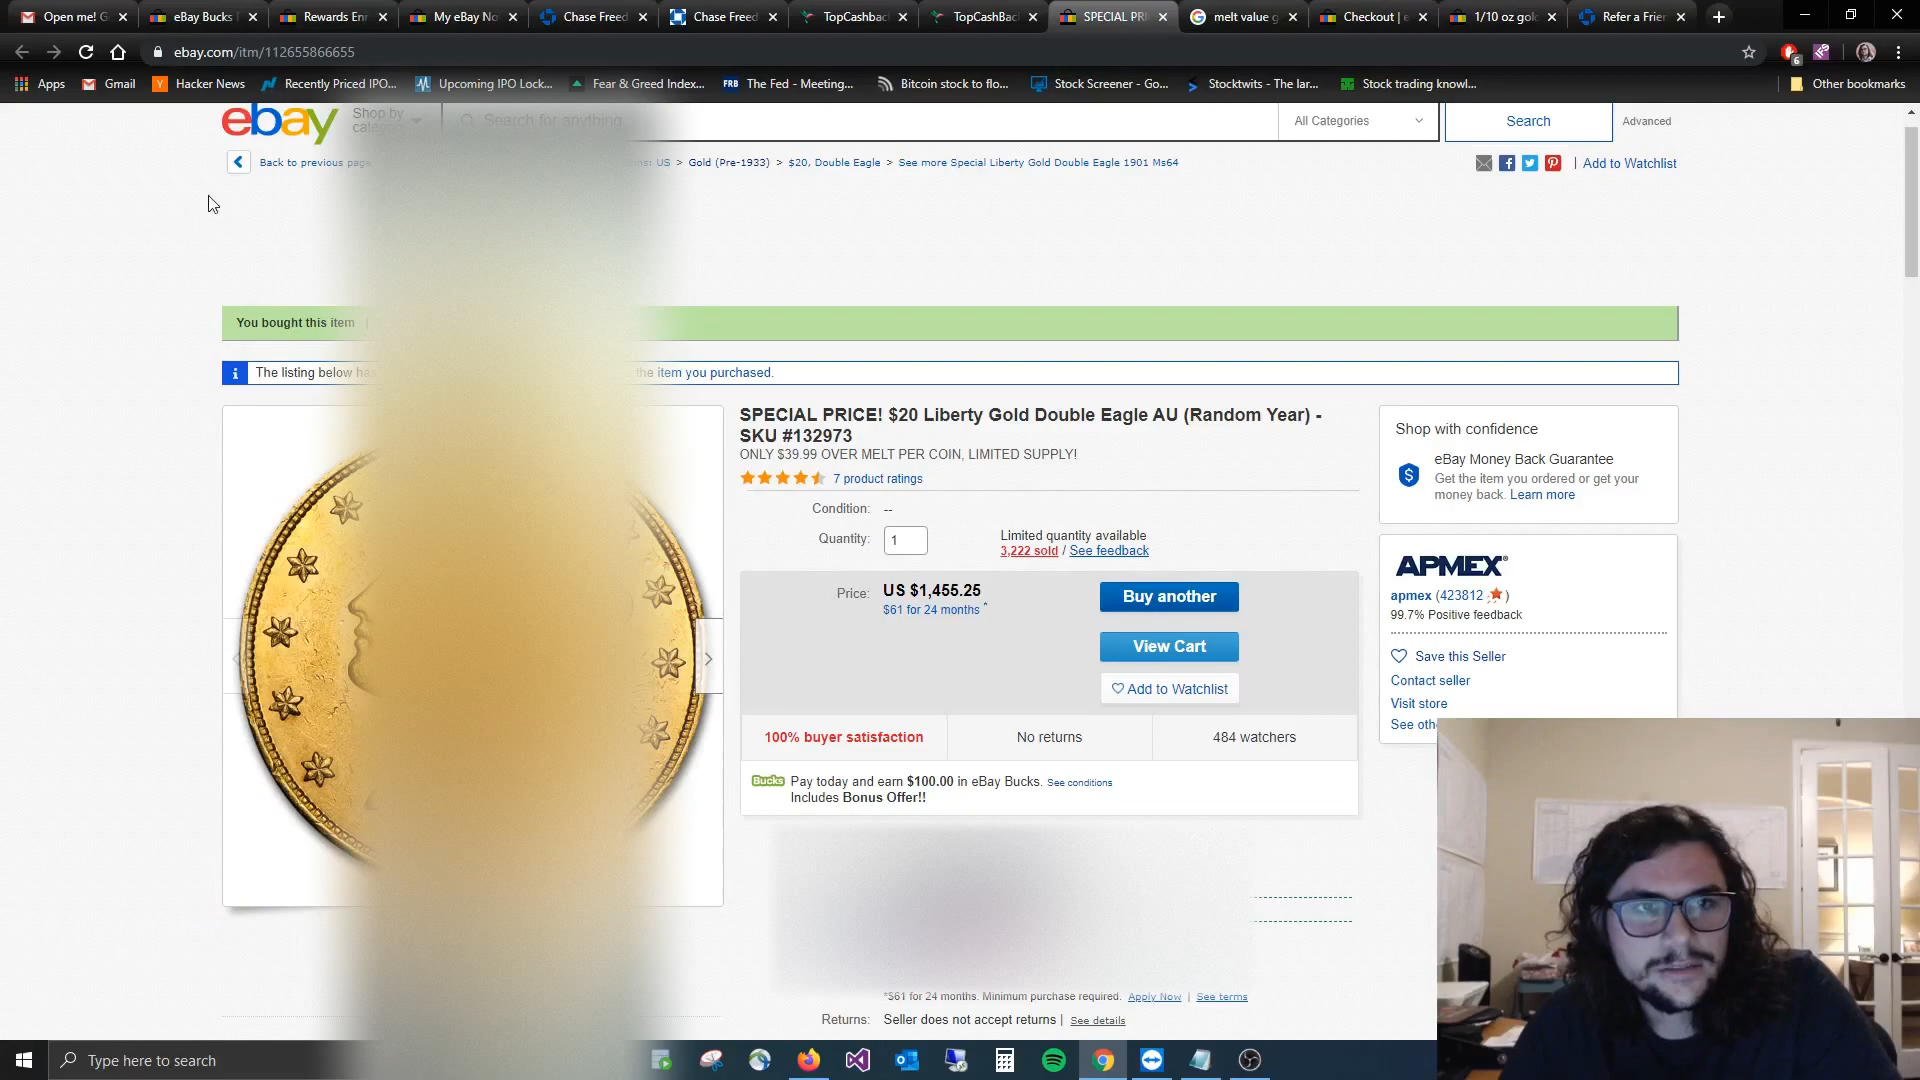 Open me! G
eBay Bucks
Rewards Enr
My eBay No
Chase Freed
Chase Freed
TopCashback
TopCashBac
SPECIAL PRI
melt value g
Checkout | e
1/10 oz gol
Refer a Frie
ebay.com/itm/112655866655
6
Apps
Gmail
Hacker News
Recently Priced IPO...
Upcoming IPO Lock...
Fear & Greed Index...
The Fed - Meeting...
Bitcoin stock to flo...
Stock Screener - Go...
Stocktwits - The lar...
Stock trading knowl...
Other bookmarks
ebay
Shop by
Search for anything
All Categories
Search
Advanced
Back to previous page
US > Gold (Pre-1933) > $20, Double Eagle > See more Special Liberty Gold Double Eagle 1901 Ms64
| Add to Watchlist
You bought this item
The listing below
the item you purchased.
SPECIAL PRICE! $20 Liberty Gold Double Eagle AU (Random Year) -
SKU #132973
ONLY $39.99 OVER MELT PER COIN, LIMITED SUPPLY!
7 product ratings
Condition: --
Quantity: 1
Limited quantity available
3,222 sold / See feedback
Price: US $1,455.25
$61 for 24 months *
Buy another
View Cart
Add to Watchlist
100% buyer satisfaction
No returns
484 watchers
Bucks Pay today and earn $100.00 in eBay Bucks. See conditions
Includes Bonus Offer!!
*$61 for 24 months. Minimum purchase required. Apply Now | See terms
Returns: Seller does not accept returns | See details
Shop with confidence
eBay Money Back Guarantee
Get the item you ordered or get your
money back. Learn more
APMEX
apmex (423812)
99.7% Positive feedback
Save this Seller
Contact seller
Visit store
See
Type here to search